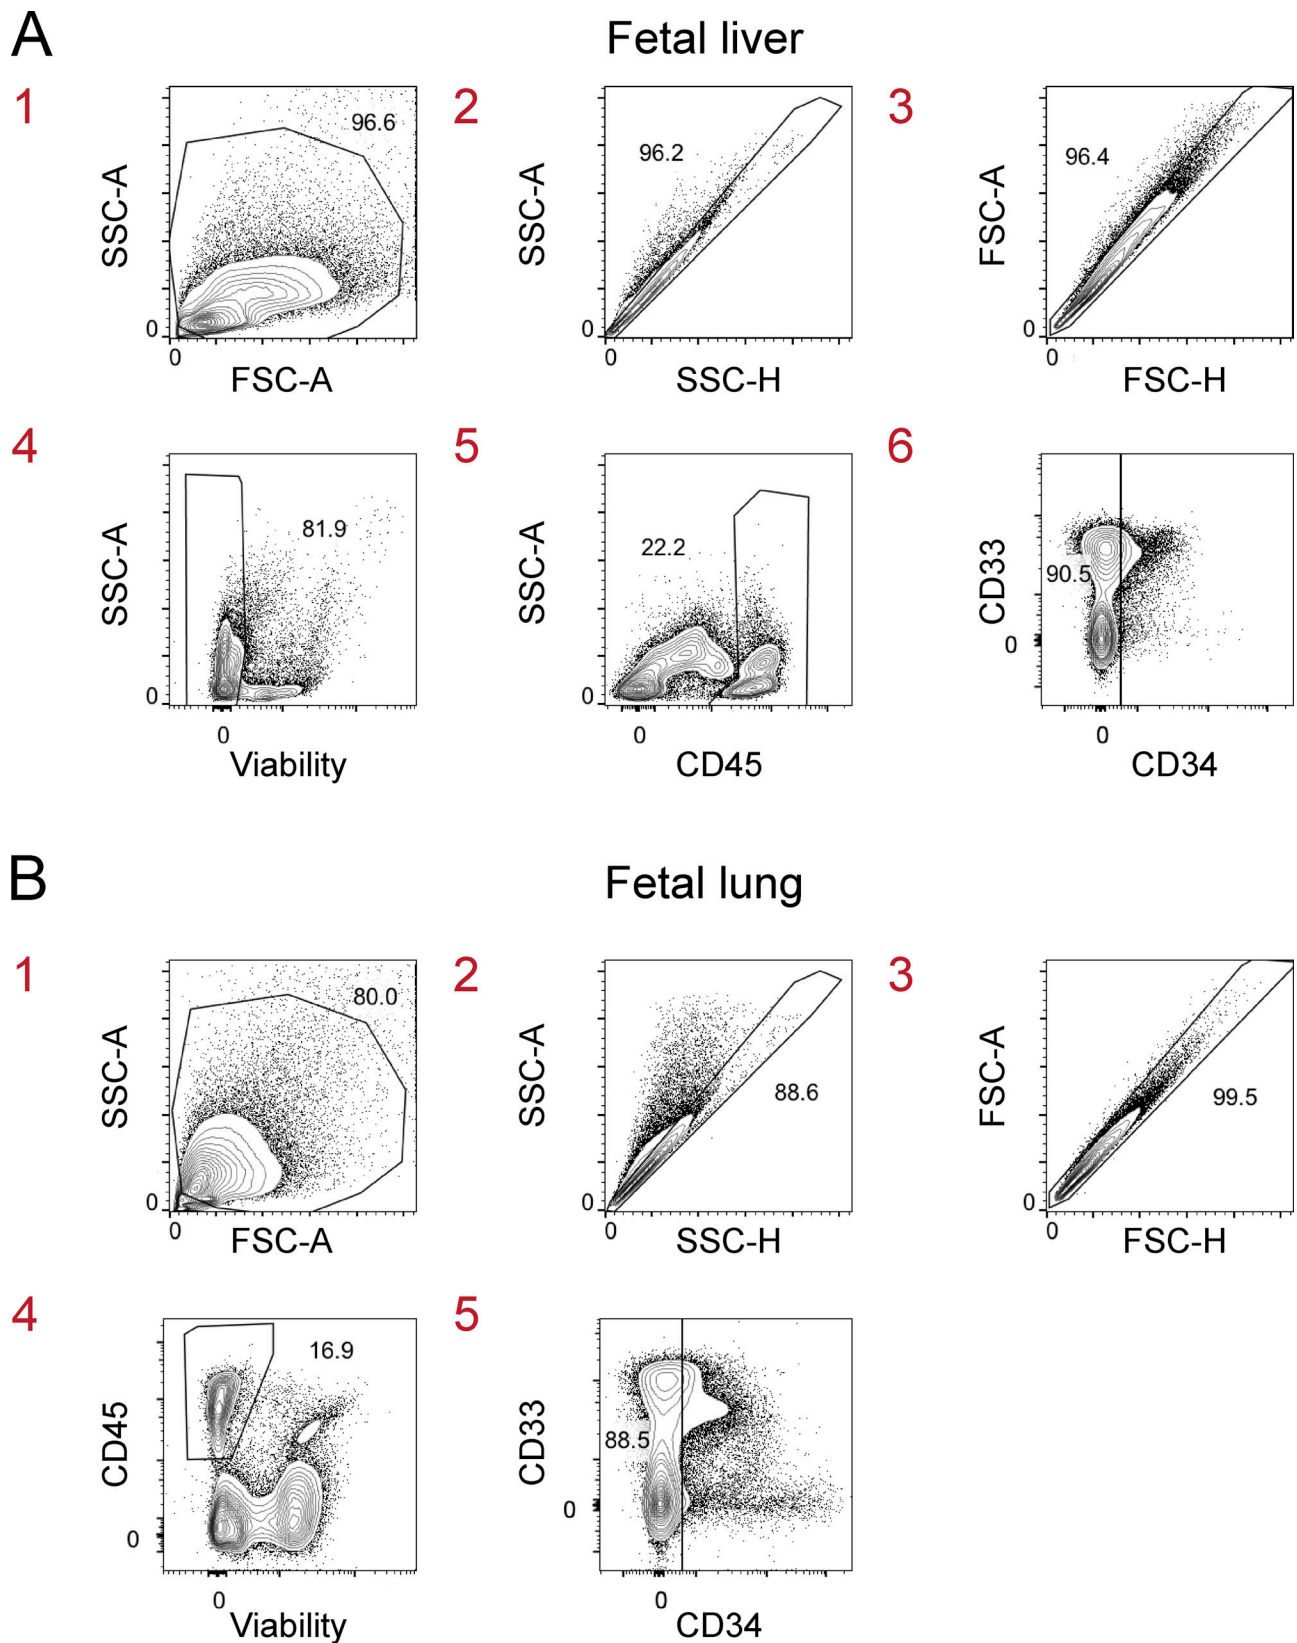 A
Fetal liver
1
SSC-A
96.6
0
0
FSC-A
2
SSC-A
96.2
0
0
SSC-H
3
FSC-A
96.4
0
0
FSC-H
4
SSC-A
81.9
0
0
Viability
5
SSC-A
22.2
0
0
CD45
6
CD33
90.5
0
0
CD34
B
Fetal lung
1
SSC-A
80.0
0
0
FSC-A
2
SSC-A
88.6
0
0
SSC-H
3
FSC-A
99.5
0
0
FSC-H
4
CD45
16.9
0
0
Viability
5
CD33
88.5
0
0
CD34